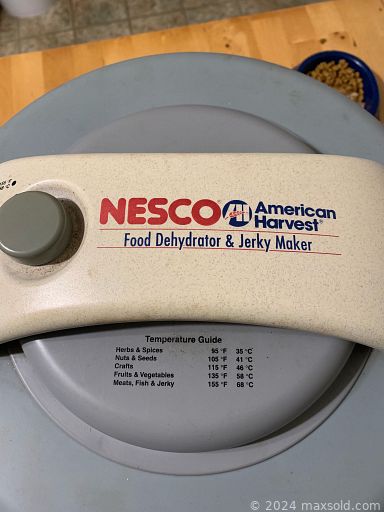 NESCO® American
Harvest®
Food Dehydrator & Jerky Maker
Temperature Guide
Herbs & Spices 95 °F 35 °C
Nuts & Seeds 105 °F 41 °C
Crafts 115 °F 46 °C
Fruits & Vegetables 135 °F 58 °C
Meats, Fish & Jerky 155 °F 68 °C
© 2024 maxsold.com